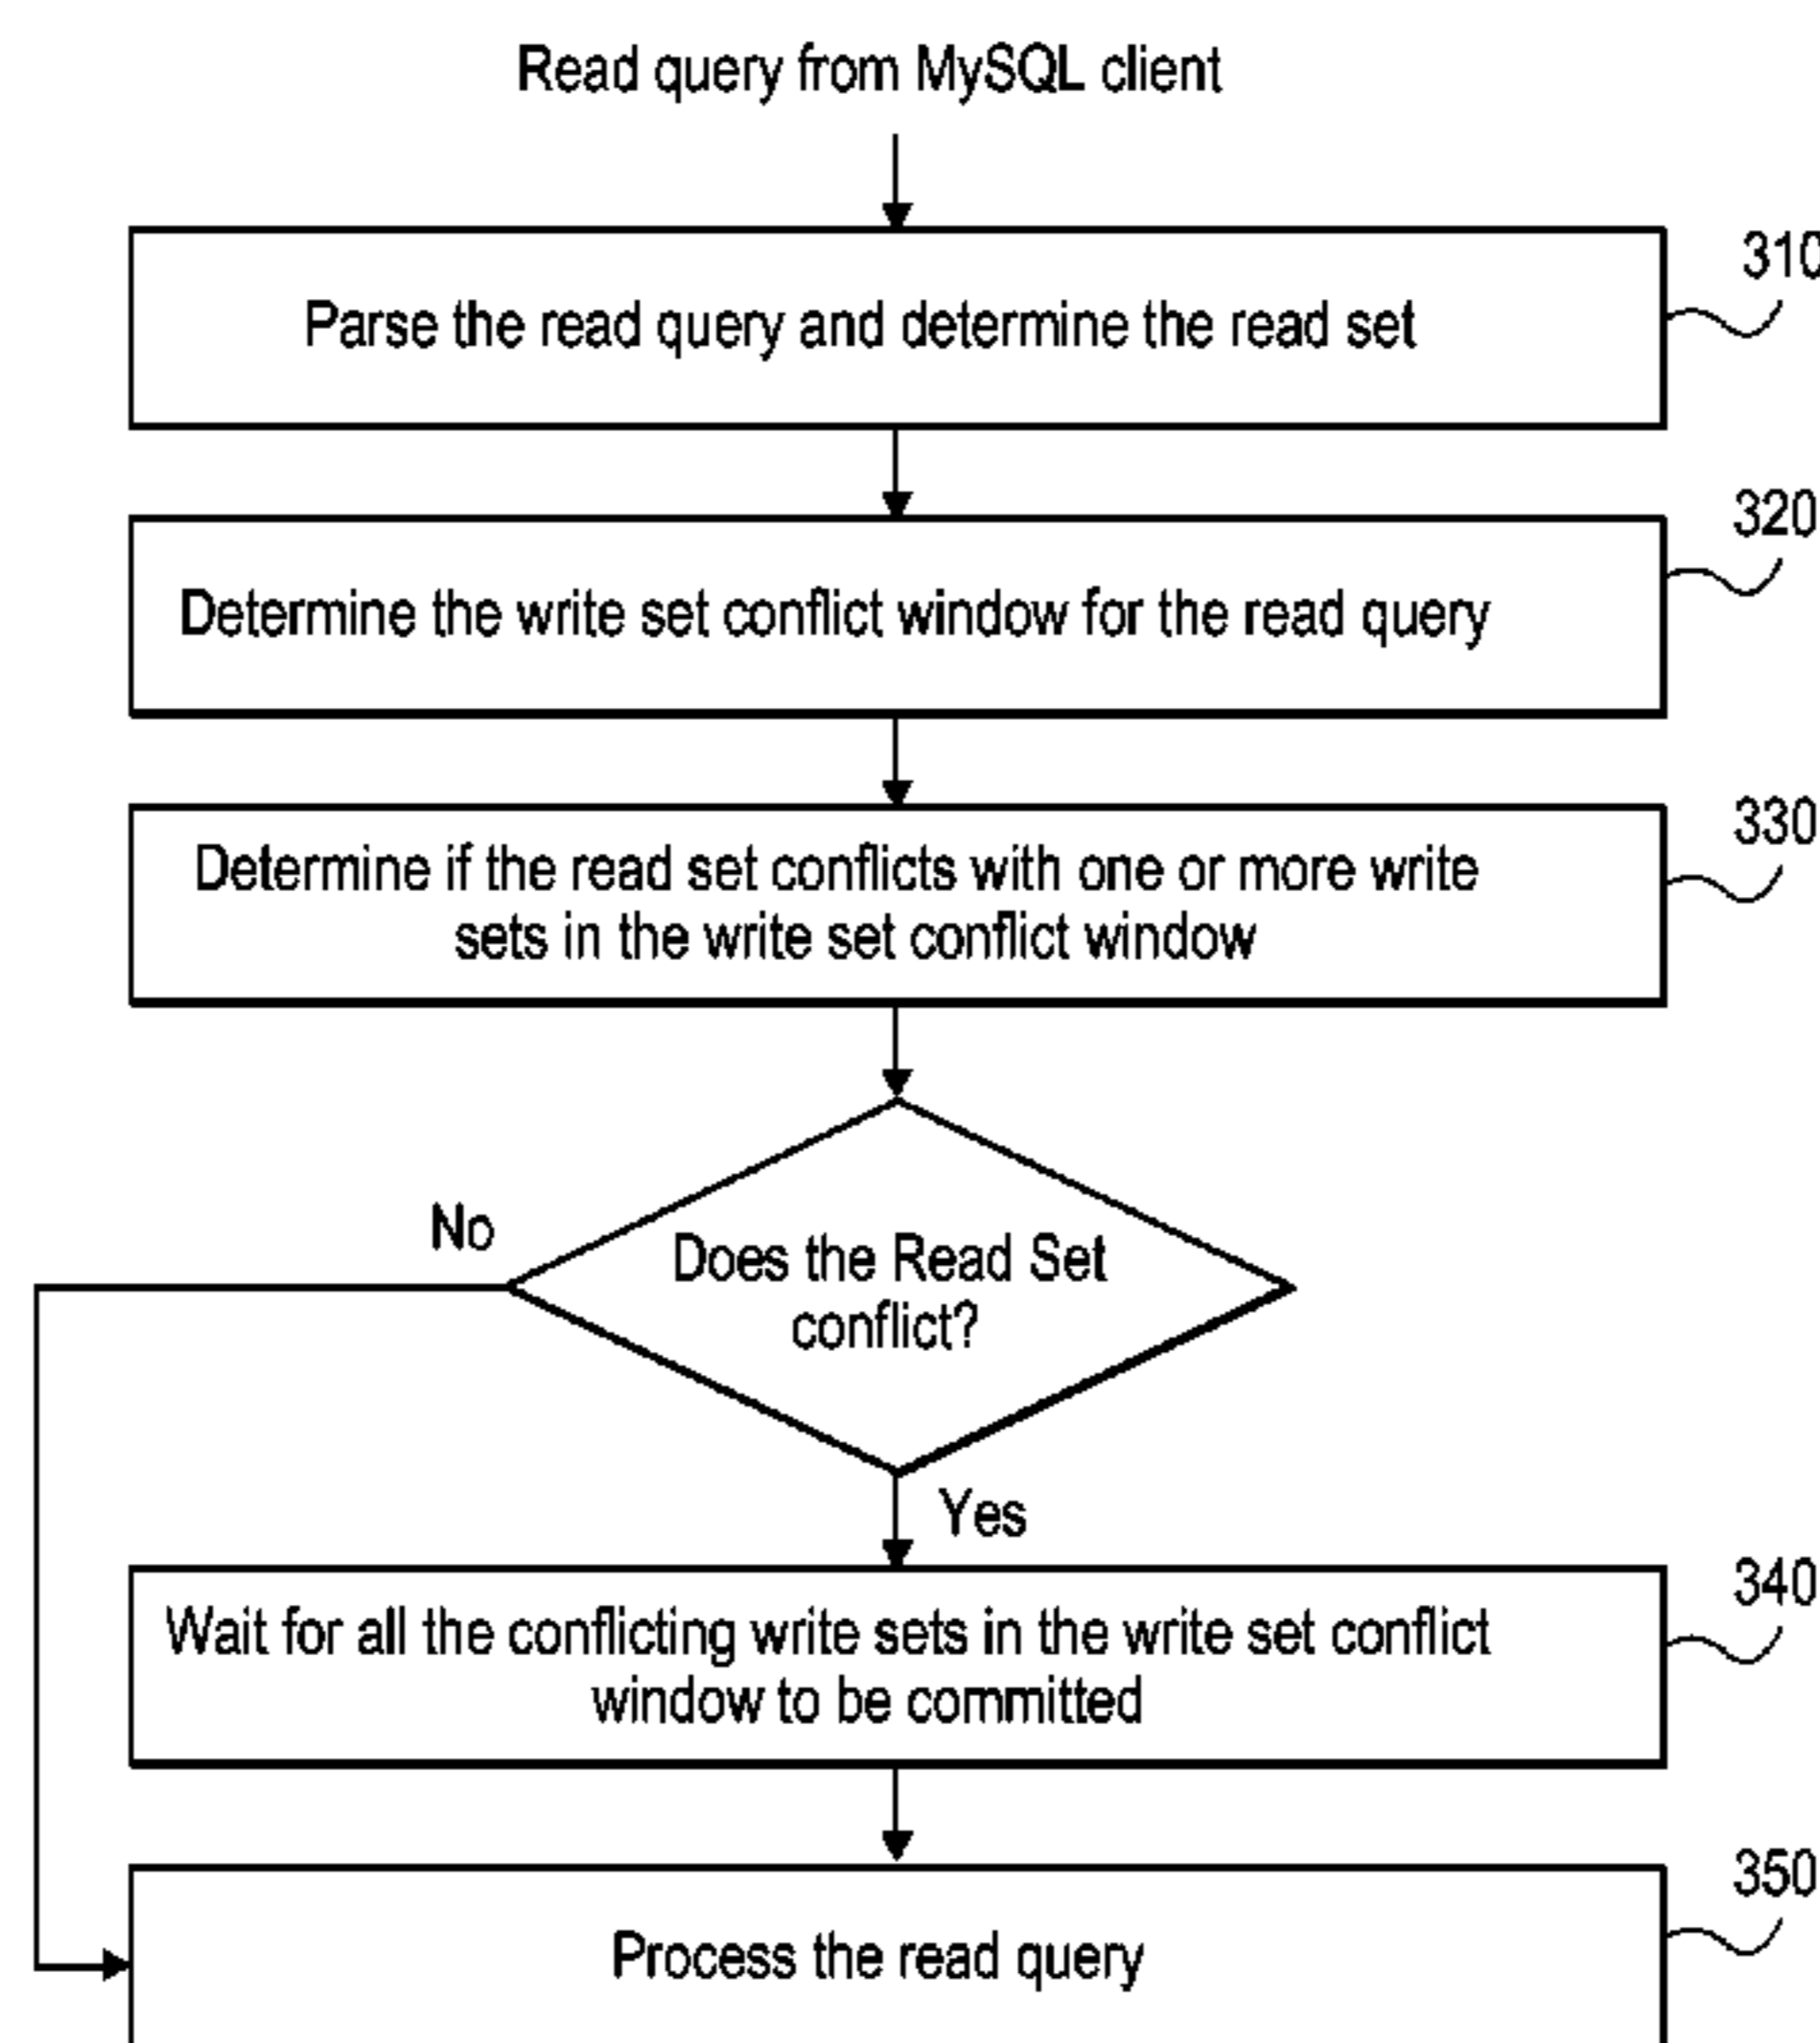 Read query from MySQL client
310
Parse the read query and determine the read set
320
Determine the write set conflict window for the read query
330
Determine if the read set conflicts with one or more write
sets in the write set conflict window
No
Does the Read Set
conflict?
Yes
340
Wait for all the conflicting write sets in the write set conflict
window to be committed
350
Process the read query